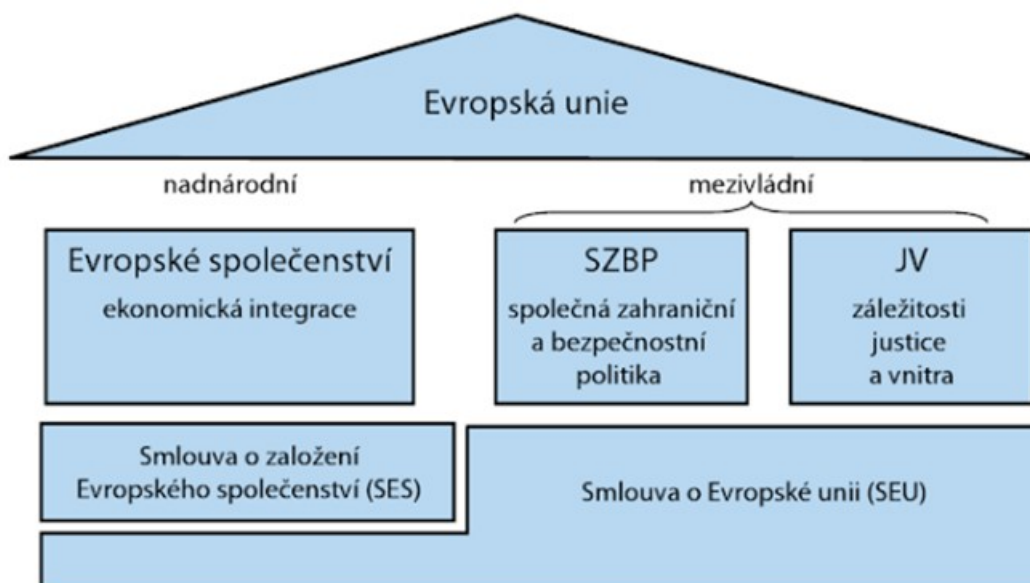 Evropská unie
nadnárodní
mezivládní
Evropské společenství
ekonomická integrace
SZBP
společná zahraniční
a bezpečnostní
politika
JV
záležitosti
justice
a vnitra
Smlouva o založení
Evropského společenství (SES)
Smlouva o Evropské unii (SEU)